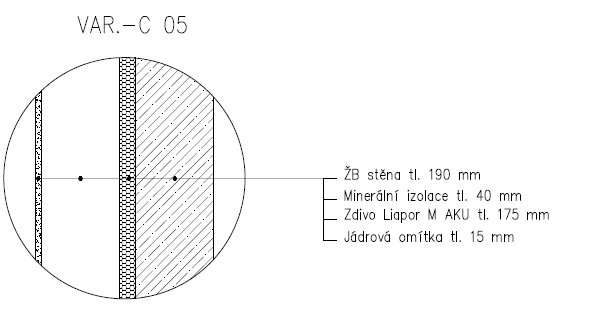 VAR.-C 05
ŽB stěna tl. 190 mm
Minerální izolace tl. 40 mm
Zdivo Liapor M AKU tl. 175 mm
Jádrová omítka tl. 15 mm